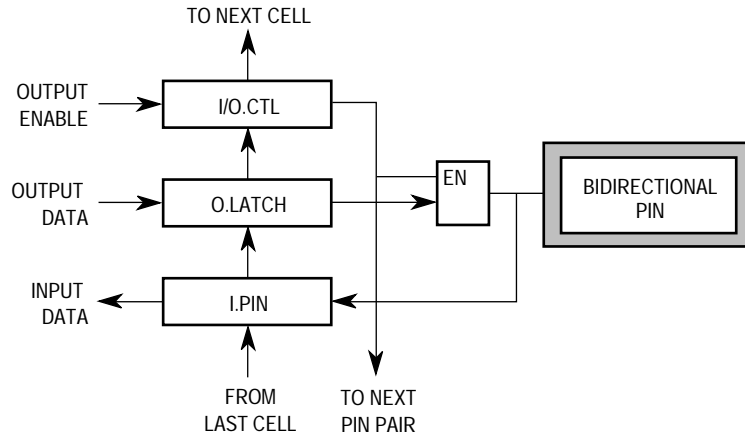 TO NEXT CELL
OUTPUT
ENABLE
I/O.CTL
OUTPUT
DATA
O.LATCH
EN
BIDIRECTIONAL
PIN
INPUT
DATA
I.PIN
FROM
LAST CELL
TO NEXT
PIN PAIR